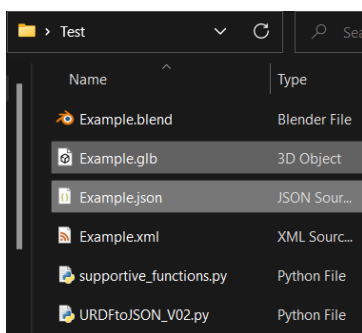 Test
Sea
Name Type
Example.blend Blender File
Example.glb 3D Object
Example.json JSON Sour...
Example.xml XML Sourc...
supportive_functions.py Python File
URDFtoJSON_V02.py Python File